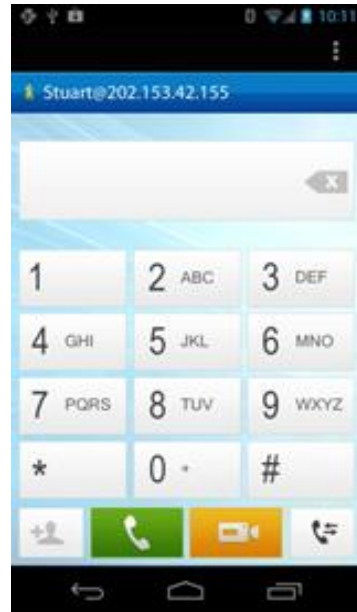 10:11
Stuart@202.153.42.155
1 2 ABC 3 DEF
4 GHI 5 JKL 6 MNO
7 PQRS 8 TUV 9 WXYZ
* 0 + #